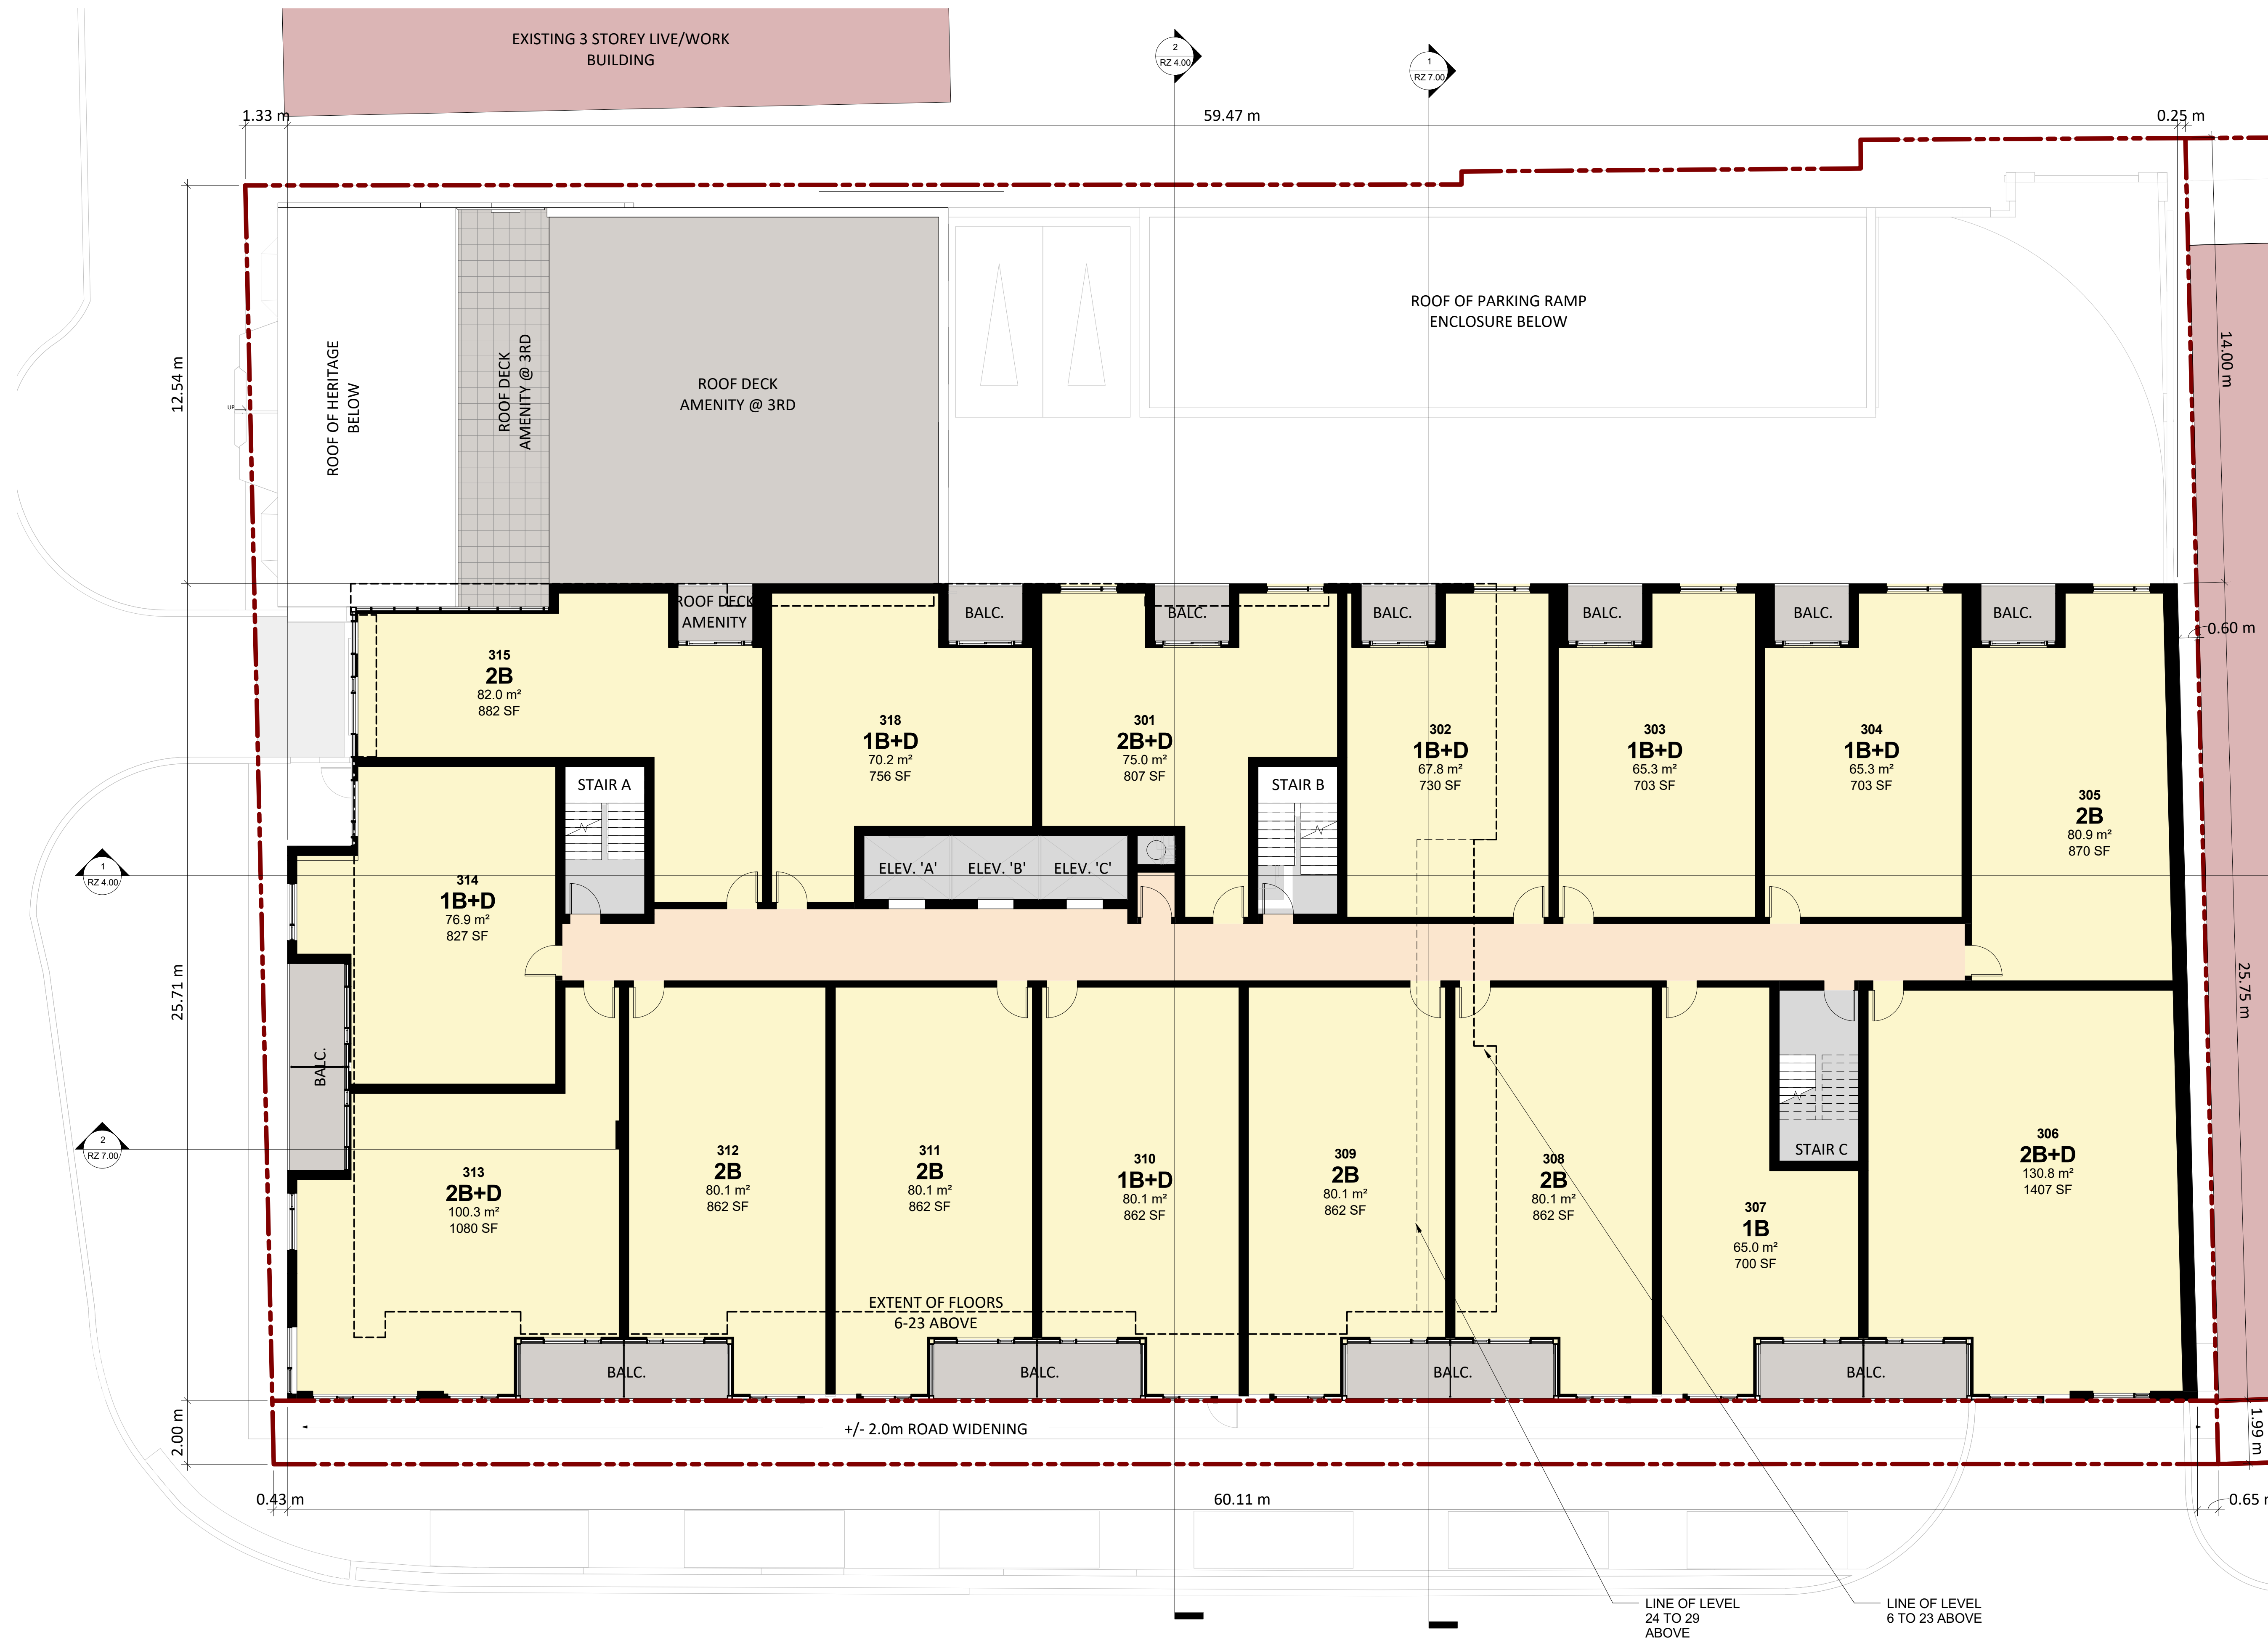 EXISTING 3 STOREY LIVE/WORK
BUILDING
2
RZ 4.00
1
RZ 7.00
1.33 m
59.47 m
0.25 m
12.54 m
ROOF OF HERITAGE
BELOW
ROOF DECK
AMENITY @ 3RD
ROOF DECK
AMENITY @ 3RD
ROOF OF PARKING RAMP
ENCLOSURE BELOW
14.00 m
UP
ROOF DECK
AMENITY
BALC.
BALC.
BALC.
BALC.
BALC.
BALC.
0.60 m
315
2B
82.0 m²
882 SF
318
1B+D
70.2 m²
756 SF
301
2B+D
75.0 m²
807 SF
302
1B+D
67.8 m²
730 SF
303
1B+D
65.3 m²
703 SF
304
1B+D
65.3 m²
703 SF
305
2B
80.9 m²
870 SF
STAIR A
STAIR B
ELEV. 'A'
ELEV. 'B'
ELEV. 'C'
1
RZ 4.00
314
1B+D
76.9 m²
827 SF
25.71 m
25.75 m
BALC.
2
RZ 7.00
313
2B+D
100.3 m²
1080 SF
312
2B
80.1 m²
862 SF
311
2B
80.1 m²
862 SF
310
1B+D
80.1 m²
862 SF
309
2B
80.1 m²
862 SF
308
2B
80.1 m²
862 SF
307
1B
65.0 m²
700 SF
STAIR C
306
2B+D
130.8 m²
1407 SF
EXTENT OF FLOORS
6-23 ABOVE
BALC.
BALC.
BALC.
BALC.
2.00 m
+/- 2.0m ROAD WIDENING
1.99 m
0.43 m
60.11 m
0.65 m
LINE OF LEVEL
24 TO 29
ABOVE
LINE OF LEVEL
6 TO 23 ABOVE